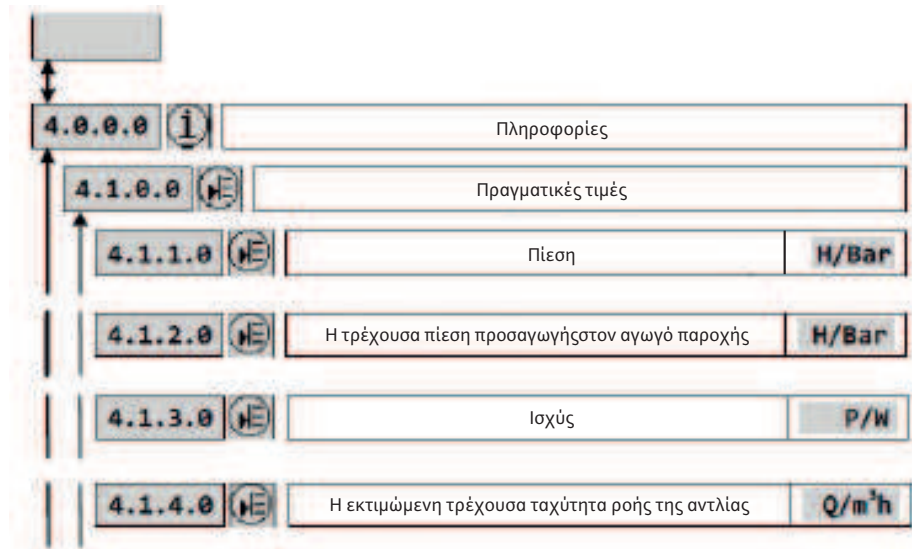 4.0.0.0 i Πληροφορίες
4.1.0.0 Πραγματικές τιμές
4.1.1.0 Πίεση H/Bar
4.1.2.0 Η τρέχουσα πίεση προσαγωγήςστον αγωγό παροχής H/Bar
4.1.3.0 Ισχύς P/W
4.1.4.0 Η εκτιμώμενη τρέχουσα ταχύτητα ροής της αντλίας Q/m³h